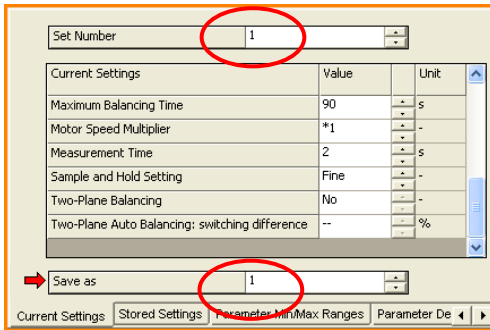 Set Number 1
Current Settings Value Unit
Maximum Balancing Time 90 s
Motor Speed Multiplier *1 -
Measurement Time 2 s
Sample and Hold Setting Fine -
Two-Plane Balancing No -
Two-Plane Auto Balancing: switching difference -- %
Save as 1
Current Settings Stored Settings Parameter Min/Max Ranges Parameter De